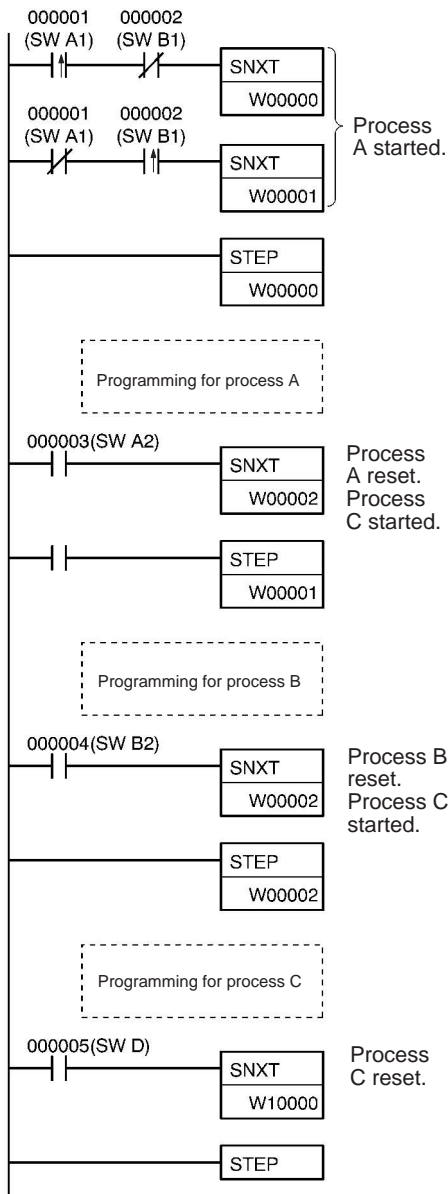 000001 000002
(SW A1) (SW B1)
SNXT
W00000
000001 000002
(SW A1) (SW B1)
SNXT
W00001
Process
A started.
STEP
W00000
Programming for process A
000003(SW A2)
SNXT
W00002
Process
A reset.
Process
C started.
STEP
W00001
Programming for process B
000004(SW B2)
SNXT
W00002
Process B
reset.
Process C
started.
STEP
W00002
Programming for process C
000005(SW D)
SNXT
W10000
Process
C reset.
STEP